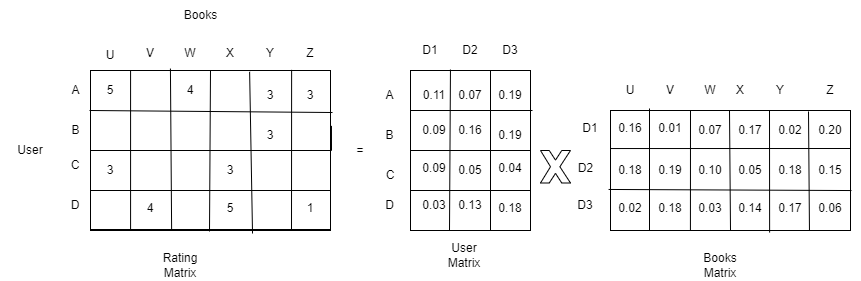 Books
U V W X Y Z
A 5 4 3 3
B 3
User
C 3 3
D 4 5 1
Rating
Matrix
=
D1 D2 D3
A 0.11 0.07 0.19
B 0.09 0.16 0.19
C 0.09 0.05 0.04
D 0.03 0.13 0.18
User
Matrix
X
U V W X Y Z
D1 0.16 0.01 0.07 0.17 0.02 0.20
D2 0.18 0.19 0.10 0.05 0.18 0.15
D3 0.02 0.18 0.03 0.14 0.17 0.06
Books
Matrix